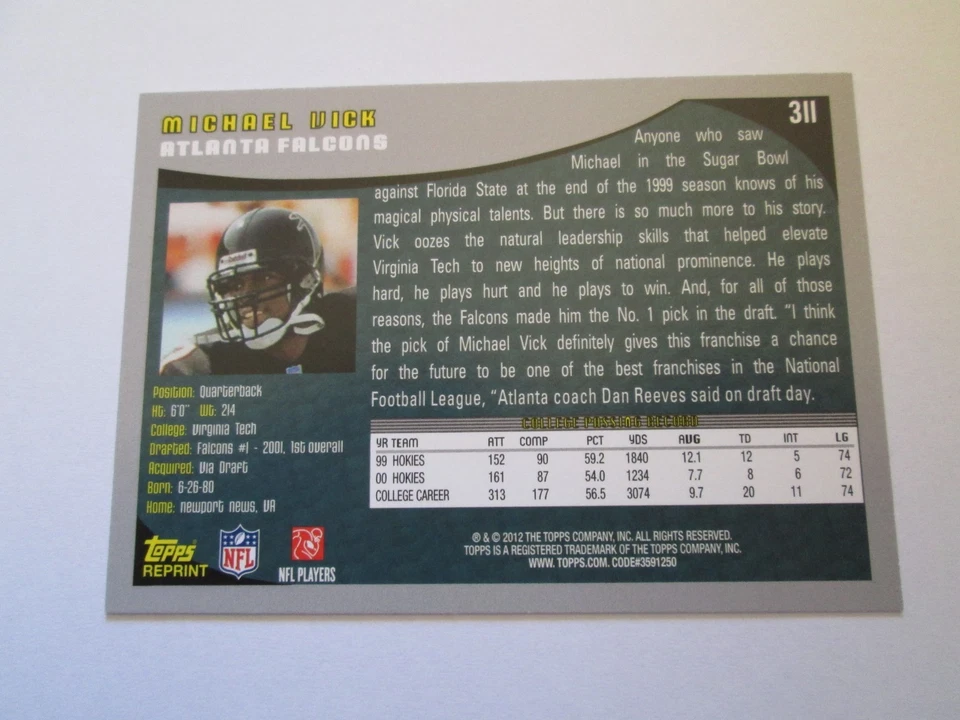 MICHAEL VICK
ATLANTA FALCONS
311
Anyone who saw
Michael in the Sugar Bowl
against Florida State at the end of the 1999 season knows of his
magical physical talents. But there is so much more to his story.
Vick oozes the natural leadership skills that helped elevate
Virginia Tech to new heights of national prominence. He plays
hard, he plays hurt and he plays to win. And, for all of those
reasons, the Falcons made him the No. 1 pick in the draft. "I think
the pick of Michael Vick definitely gives this franchise a chance
for the future to be one of the best franchises in the National
Football League, "Atlanta coach Dan Reeves said on draft day.
Position: Quarterback
Ht: 6'0" Wt: 214
College: Virginia Tech
Drafted: Falcons #1 - 2001, 1st overall
Acquired: Via Draft
Born: 6-26-80
Home: newport news, VA
COLLEGE PASSING RECORD
YR TEAM ATT COMP PCT YDS AVG TD INT LG
99 HOKIES 152 90 59.2 1840 12.1 12 5 74
00 HOKIES 161 87 54.0 1234 7.7 8 6 72
COLLEGE CAREER 313 177 56.5 3074 9.7 20 11 74
Topps
REPRINT
NFL
NFL PLAYERS
® & © 2012 THE TOPPS COMPANY, INC. ALL RIGHTS RESERVED.
TOPPS IS A REGISTERED TRADEMARK OF THE TOPPS COMPANY, INC.
WWW. TOPPS.COM. CODE#3591250